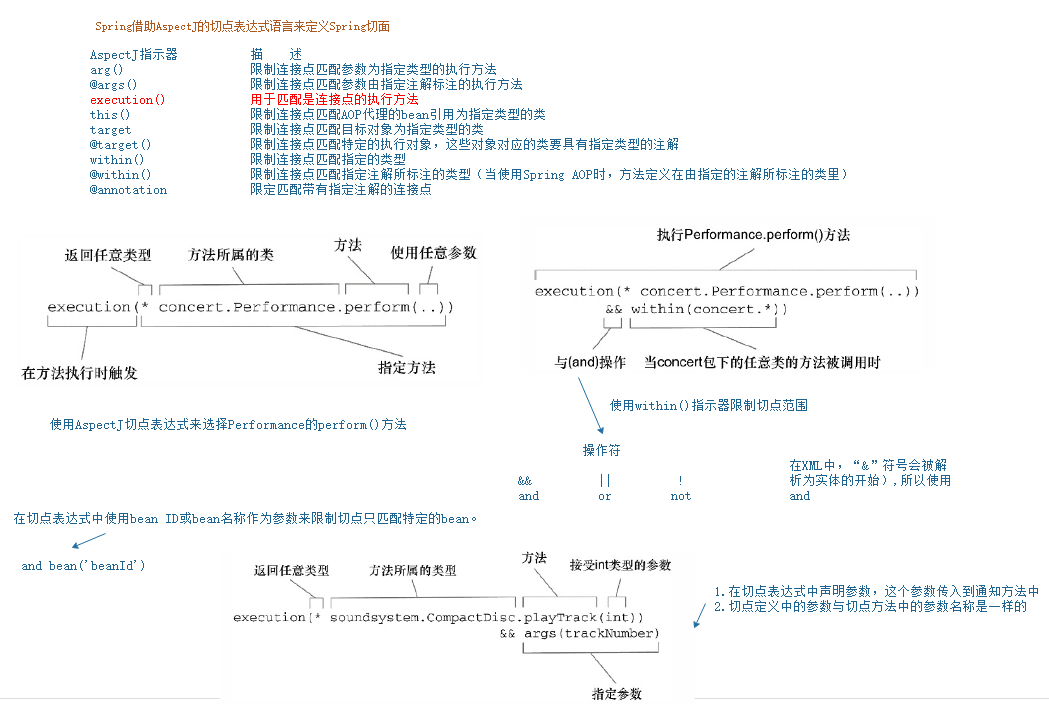 Spring借助AspectJ的切点表达式语言来定义Spring切面
AspectJ指示器 描 述
arg() 限制连接点匹配参数为指定类型的执行方法
@args() 限制连接点匹配参数由指定注解标注的执行方法
execution() 用于匹配是连接点的执行方法
this() 限制连接点匹配AOP代理的bean引用为指定类型的类
target 限制连接点匹配目标对象为指定类型的类
@target() 限制连接点匹配特定的执行对象，这些对象对应的类要具有指定类型的注解
within() 限制连接点匹配指定的类型
@within() 限制连接点匹配指定注解所标注的类型（当使用Spring AOP时，方法定义在由指定的注解所标注的类里）
@annotation 限定匹配带有指定注解的连接点
返回任意类型 方法所属的类 方法 使用任意参数
execution(* concert.Performance.perform(..))
在方法执行时触发 指定方法
使用AspectJ切点表达式来选择Performance的perform()方法
执行Performance.perform()方法
execution(* concert.Performance.perform(..))
&& within(concert.*))
与(and)操作 当concert包下的任意类的方法被调用时
使用within()指示器限制切点范围
操作符
&& || !
and or not
在XML中，“&”符号会被解
析为实体的开始）,所以使用
and
在切点表达式中使用bean ID或bean名称作为参数来限制切点只匹配特定的bean。
and bean('beanId')
返回任意类型 方法所属的类型 方法 接受int类型的参数
execution(* soundsystem.CompactDisc.playTrack(int))
&& args(trackNumber)
指定参数
1.在切点表达式中声明参数，这个参数传入到通知方法中
2.切点定义中的参数与切点方法中的参数名称是一样的